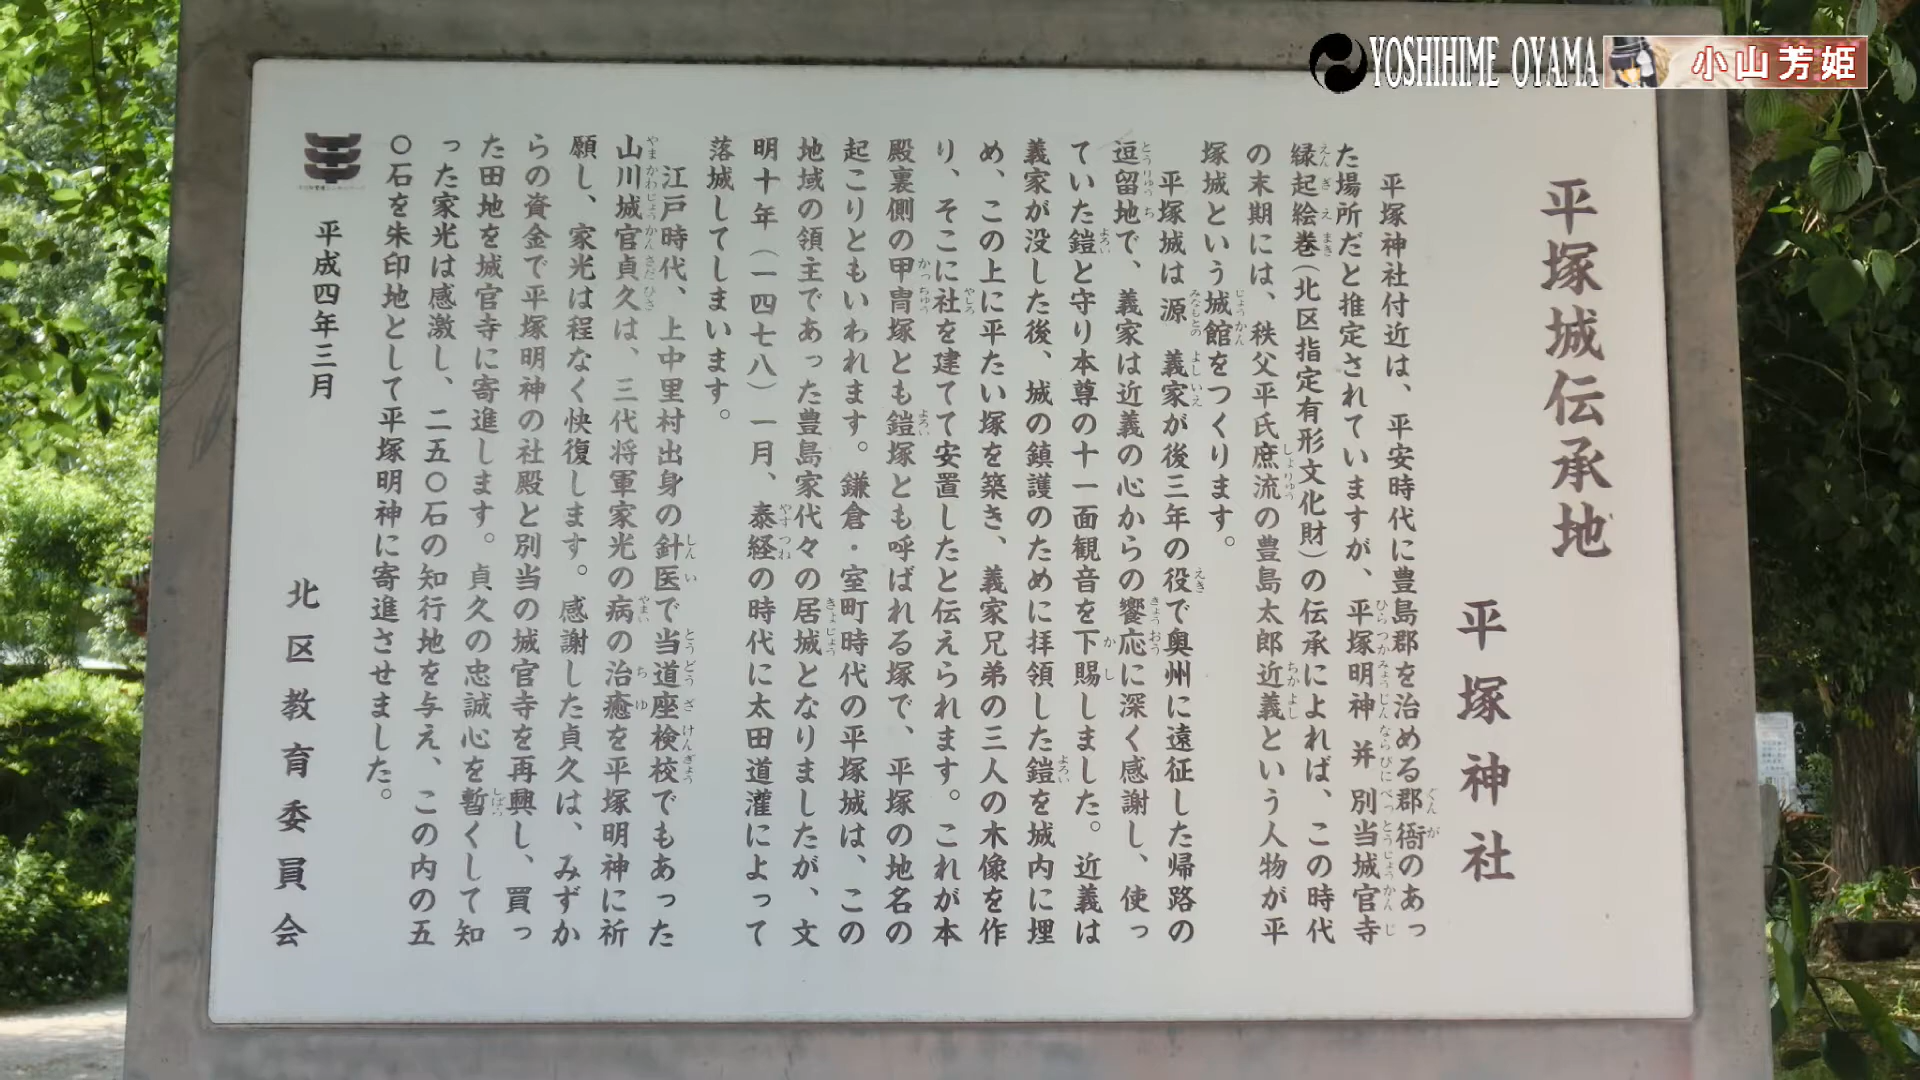 YOSHIHIME OYAMA
小山芳姫
平塚城伝承地
平塚神社
平塚神社付近は、平安時代に豊島郡を治める郡衙のあっ
た場所だと推定されていますが、平塚明神并別当城官寺
縁起絵巻(北区指定有形文化財)の伝承によれば、この時代
の末期には、秩父平氏庶流の豊島太郎近義という人物が平
塚城という城館をつくります。
平塚城は源義家が後三年の役で奥州に遠征した帰路の
逗留地で、義家は近義の心からの饗応に深く感謝し、使っ
ていた鎧と守り本尊の十一面観音を下賜しました。近義は
義家が没した後、城の鎮護のために拝領した鎧を城内に埋
め、この上に平たい塚を築き、義家兄弟の三人の木像を作
り、そこに社を建てて安置したと伝えられます。これが本
殿裏側の甲冑塚とも鎧塚とも呼ばれる塚で、平塚の地名の
起こりともいわれます。鎌倉・室町時代の平塚城は、この
地域の領主であった豊島家代々の居城となりましたが、文
明十年(一四七八)一月、泰経の時代に太田道灌によって
落城してしまいます。
江戸時代、上中里村出身の針医で当道座検校でもあった
山川城官貞久は、三代将軍家光の病の治癒を平塚明神に祈
願し、家光は程なく快復します。感謝した貞久は、みずか
らの資金で平塚明神の社殿と別当の城官寺を再興し、買っ
た田地を城官寺に寄進します。貞久の忠誠心を暫くして知
った家光は感激し、二五〇石の知行地を与え、この内の五
〇石を朱印地として平塚明神に寄進させました。
平成四年三月
北区教育委員会